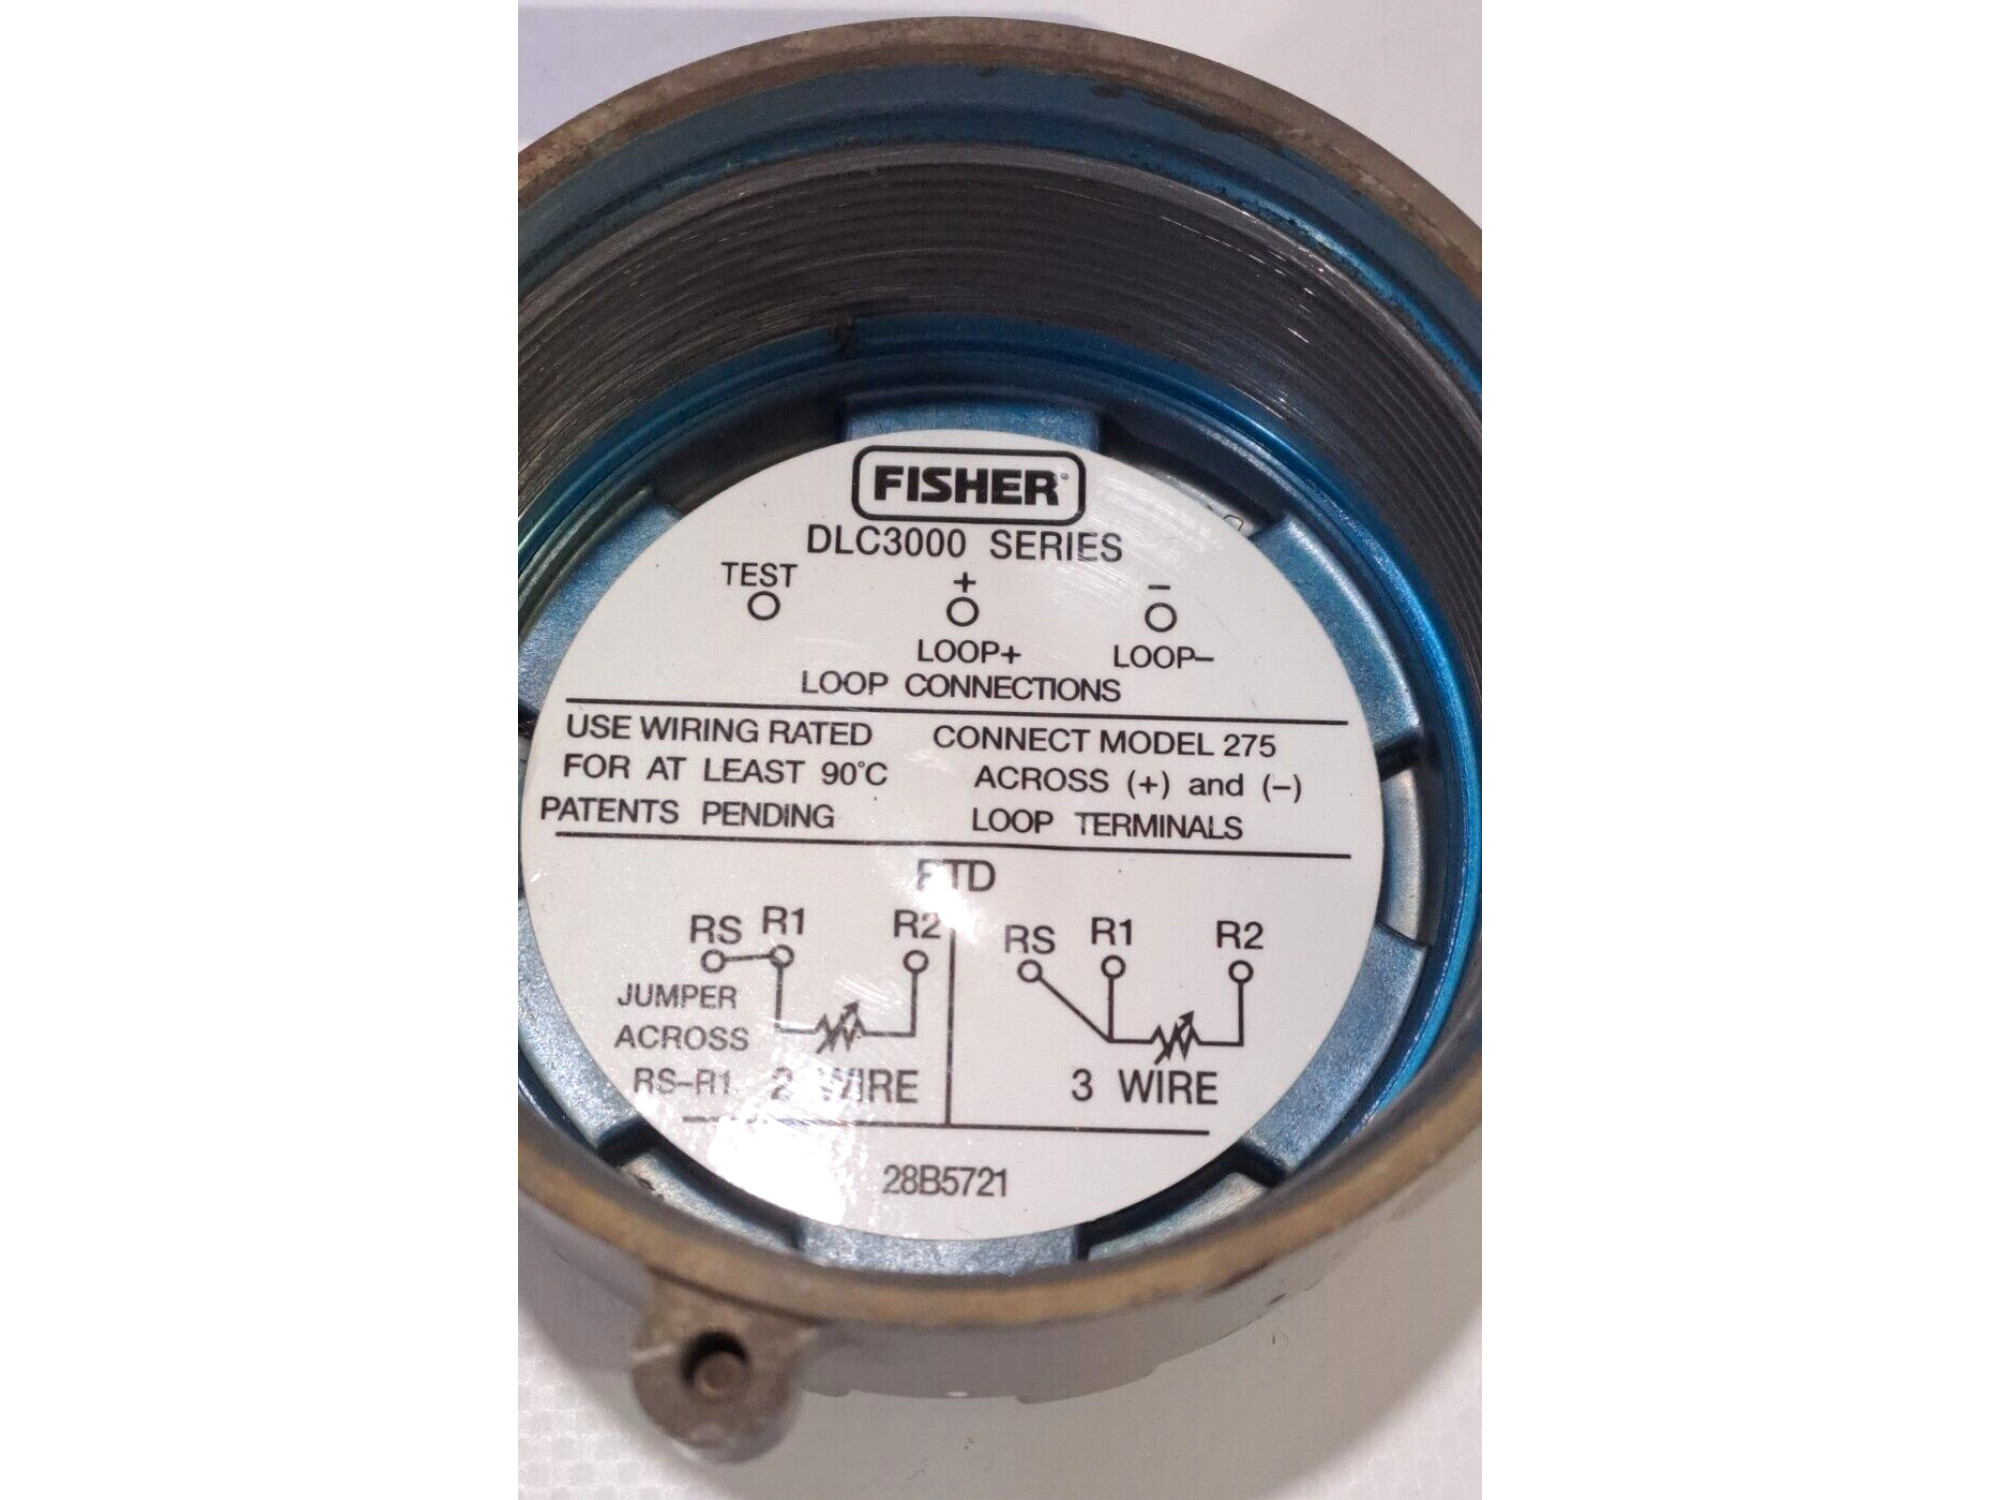 FISHER®
DLC3000 SERIES
TEST + −
LOOP+ LOOP−
LOOP CONNECTIONS
USE WIRING RATED
FOR AT LEAST 90°C
PATENTS PENDING
CONNECT MODEL 275
ACROSS (+) and (−)
LOOP TERMINALS
RTD
RS R1 R2
JUMPER
ACROSS
RS−R1 2 WIRE
RS R1 R2
3 WIRE
28B5721